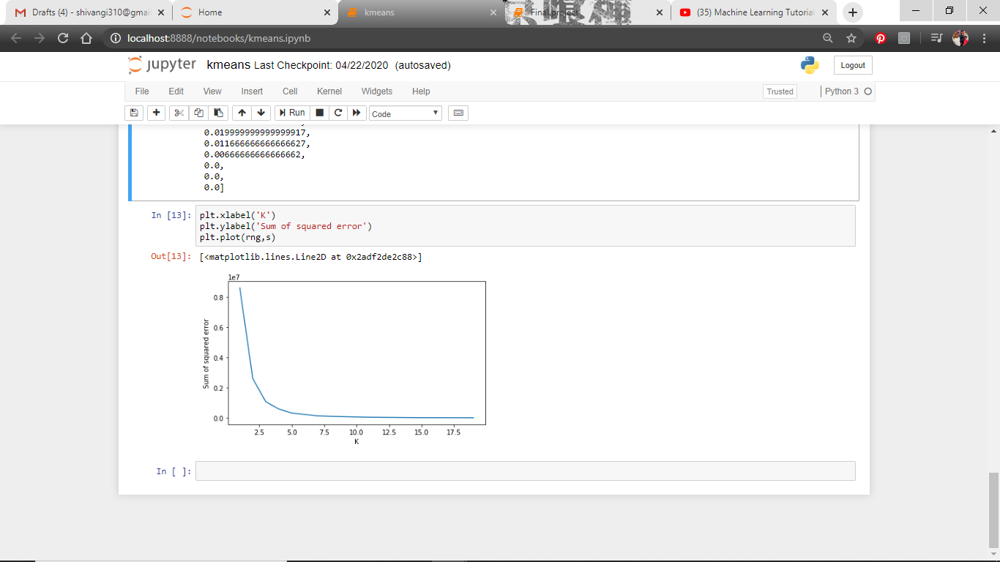 Drafts (4) - shivangi310@gmai
Home
kmeans
Final project
(35) Machine Learning Tutorial
localhost:8888/notebooks/kmeans.ipynb
jupyter kmeans Last Checkpoint: 04/22/2020 (autosaved)
Logout
File Edit View Insert Cell Kernel Widgets Help
Trusted
Python 3
Run
Code
0.019999999999999917,
0.011666666666666627,
0.00666666666666662,
0.0,
0.0,
0.0]
In [13]:
plt.xlabel('K')
plt.ylabel('Sum of squared error')
plt.plot(rng,s)
Out[13]: [<matplotlib.lines.Line2D at 0x2adf2de2c88>]
1e7
0.8
0.6
0.4
0.2
0.0
Sum of squared error
2.5 5.0 7.5 10.0 12.5 15.0 17.5
K
In [ ]: